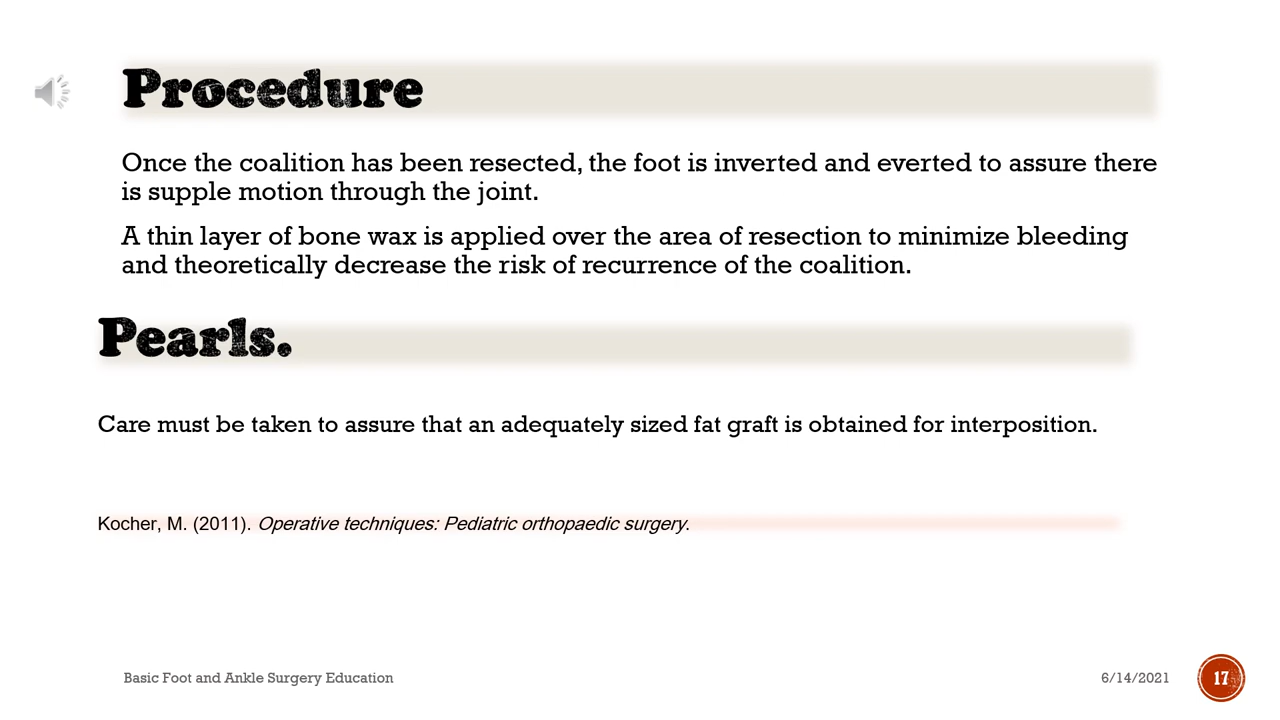 Procedure
Once the coalition has been resected, the foot is inverted and everted to assure there
is supple motion through the joint.
A thin layer of bone wax is applied over the area of resection to minimize bleeding
and theoretically decrease the risk of recurrence of the coalition.
Pearls.
Care must be taken to assure that an adequately sized fat graft is obtained for interposition.
Kocher, M. (2011). Operative techniques: Pediatric orthopaedic surgery.
Basic Foot and Ankle Surgery Education
6/14/2021
17